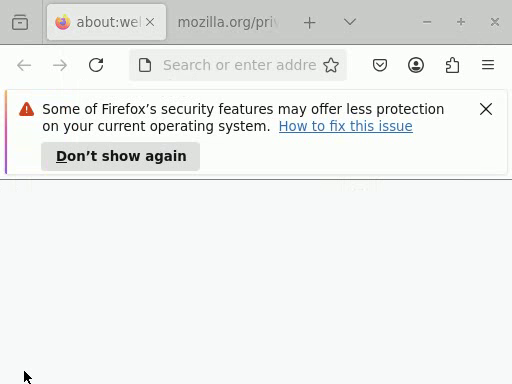 about:wel
mozilla.org/priv
Search or enter addre
Some of Firefox’s security features may offer less protection
on your current operating system. How to fix this issue
Don’t show again